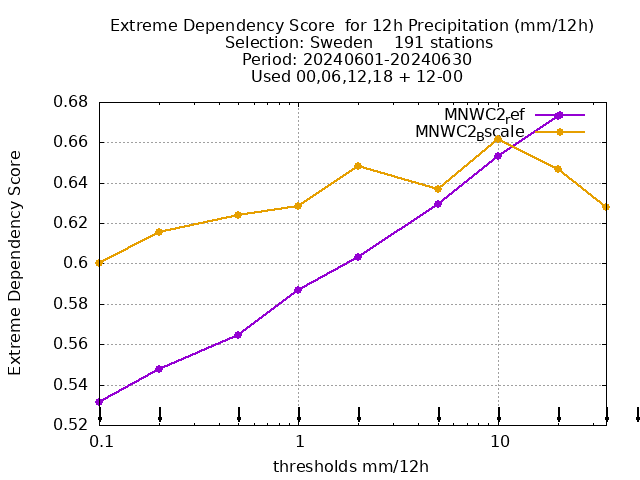 Extreme Dependency Score  for 12h Precipitation (mm/12h)
Selection: Sweden    191 stations
Period: 20240601-20240630
Used 00,06,12,18 + 12-00
MNWC2ref
MNWC2Bscale
Extreme Dependency Score
0.68
0.66
0.64
0.62
0.6
0.58
0.56
0.54
0.52
0.1
1
10
thresholds mm/12h